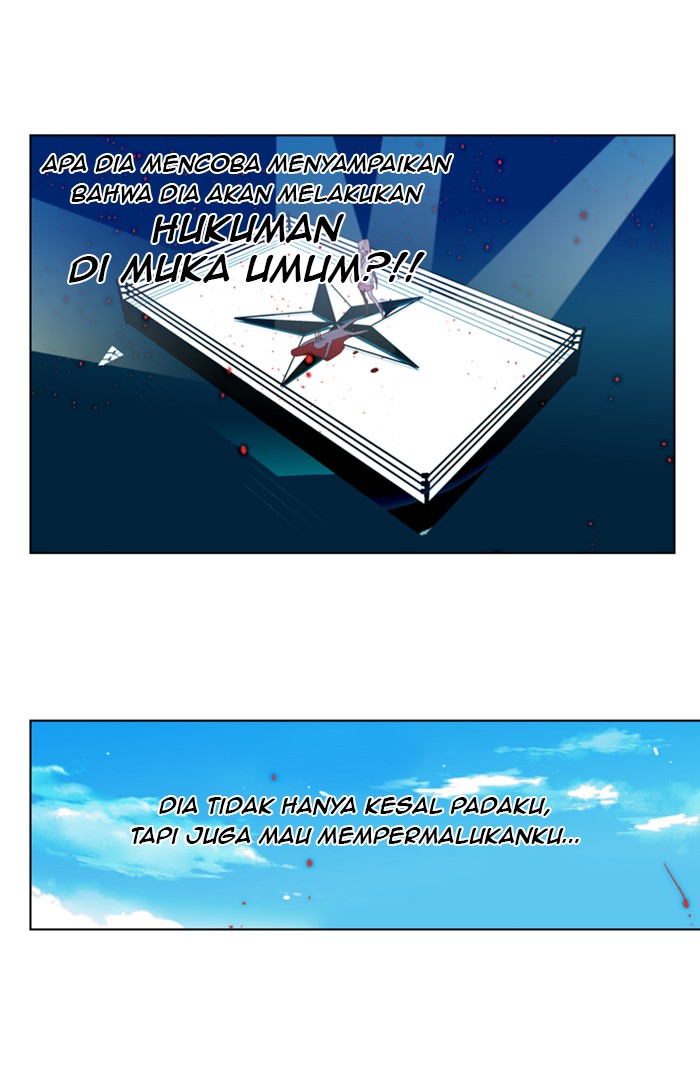 APA DIA MENCOBA MENYAMPAIKAN
BAHWA DIA AKAN MELAKUKAN
HUKUMAN
DI MUKA UMUM?!!
DIA TIDAK HANYA KESAL PADAKU,
TAPI JUGA MAU MEMPERMALUKANKU...